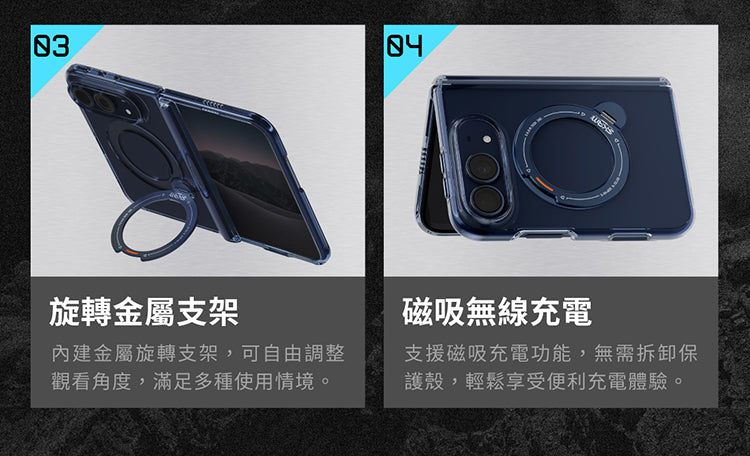 03
旋轉金屬支架
內建金屬旋轉支架，可自由調整
觀看角度，滿足多種使用情境。
04
磁吸無線充電
支援磁吸充電功能，無需拆卸保
護殼，輕鬆享受便利充電體驗。